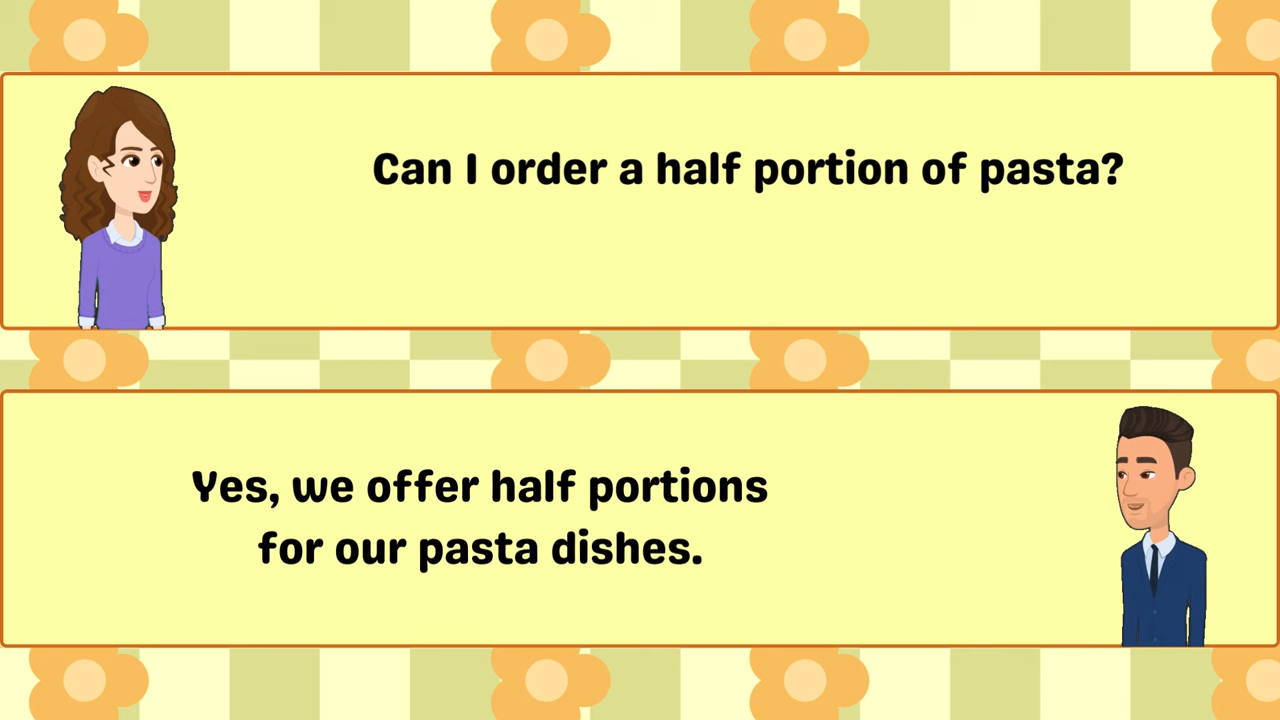 Can I order a half portion of pasta?
Yes, we offer half portions
for our pasta dishes.